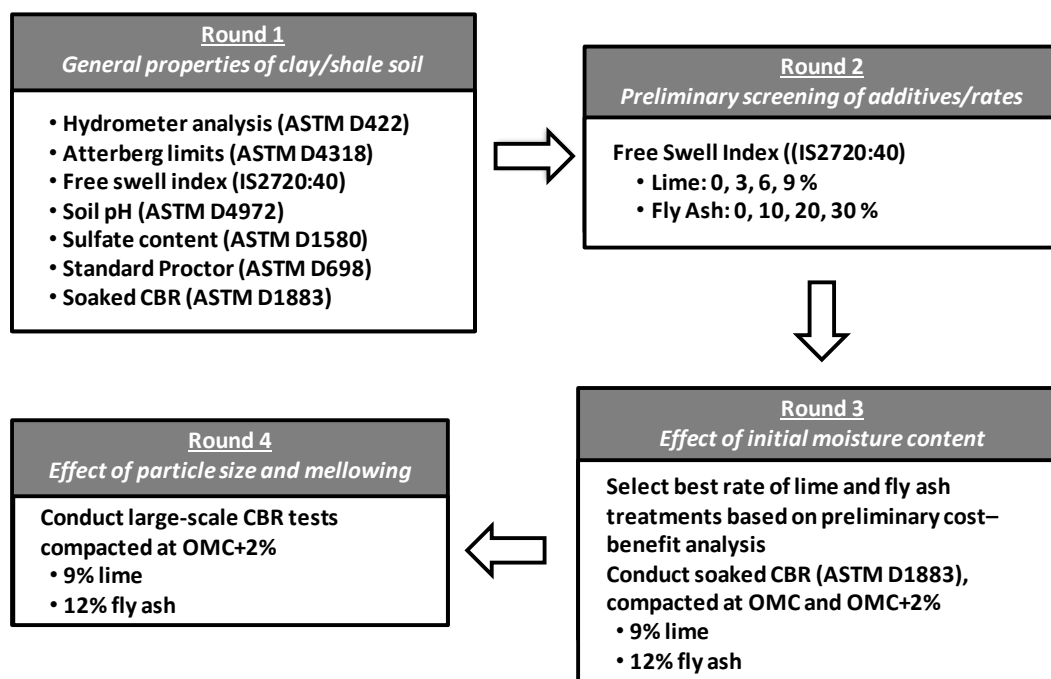 Round 1
General properties of clay/shale soil
• Hydrometer analysis (ASTM D422)
• Atterberg limits (ASTM D4318)
• Free swell index (IS2720:40)
• Soil pH (ASTM D4972)
• Sulfate content (ASTM D1580)
• Standard Proctor (ASTM D698)
• Soaked CBR (ASTM D1883)
Round 2
Preliminary screening of additives/rates
Free Swell Index ((IS2720:40)
• Lime: 0, 3, 6, 9 %
• Fly Ash: 0, 10, 20, 30 %
Round 3
Effect of initial moisture content
Select best rate of lime and fly ash
treatments based on preliminary cost–
benefit analysis
Conduct soaked CBR (ASTM D1883),
compacted at OMC and OMC+2%
• 9% lime
• 12% fly ash
Round 4
Effect of particle size and mellowing
Conduct large-scale CBR tests
compacted at OMC+2%
• 9% lime
• 12% fly ash